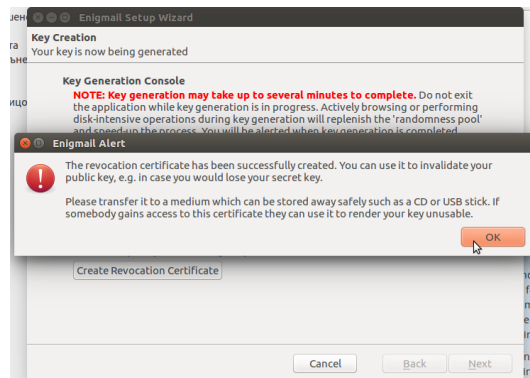 Enigmail Setup Wizard
Key Creation
Your key is now being generated
Key Generation Console
NOTE: Key generation may take up to several minutes to complete. Do not exit
the application while key generation is in progress. Actively browsing or performing
disk-intensive operations during key generation will replenish the 'randomness pool'
and speed-up the process. You will be alerted when key generation is completed.
Enigmail Alert
The revocation certificate has been successfully created. You can use it to invalidate your
public key, e.g. in case you would lose your secret key.
Please transfer it to a medium which can be stored away safely such as a CD or USB stick. If
somebody gains access to this certificate they can use it to render your key unusable.
OK
Create Revocation Certificate
Cancel
Back
Next